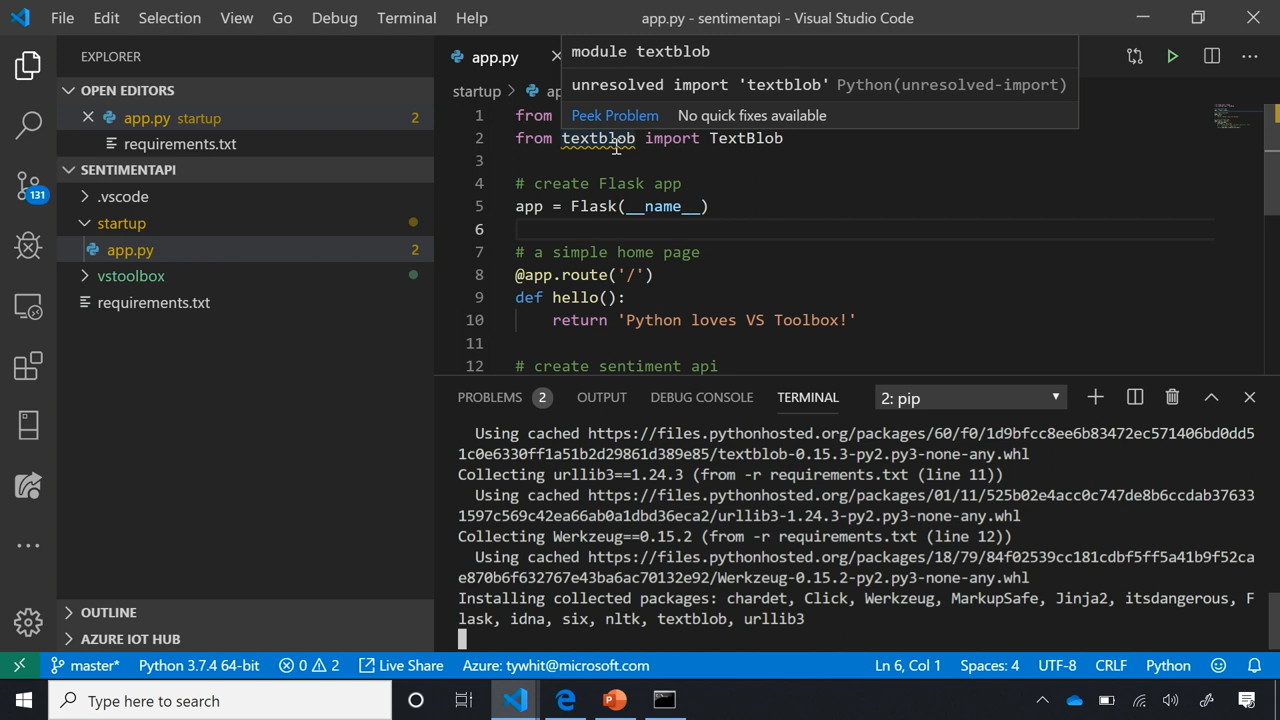 File Edit Selection View Go Debug Terminal Help app.py - sentimentapi - Visual Studio Code
EXPLORER
OPEN EDITORS
app.py startup 2
requirements.txt
SENTIMENTAPI
.vscode
startup
app.py 2
vstoolbox
requirements.txt
OUTLINE
AZURE IOT HUB
131
app.py
startup > ap
module textblob
unresolved import 'textblob' Python(unresolved-import)
Peek Problem No quick fixes available
1 from
2 from textblob import TextBlob
3
4 # create Flask app
5 app = Flask(__name__)
6
7 # a simple home page
8 @app.route('/')
9 def hello():
10 return 'Python loves VS Toolbox!'
11
12 # create sentiment api
PROBLEMS 2 OUTPUT DEBUG CONSOLE TERMINAL 2: pip
Using cached https://files.pythonhosted.org/packages/60/f0/1d9bfcc8ee6b83472ec571406bd0dd5
1c0e6330ff1a51b2d29861d389e85/textblob-0.15.3-py2.py3-none-any.whl
Collecting urllib3==1.24.3 (from -r requirements.txt (line 11))
Using cached https://files.pythonhosted.org/packages/01/11/525b02e4acc0c747de8b6ccdab37633
1597c569c42ea66ab0a1dbd36eca2/urllib3-1.24.3-py2.py3-none-any.whl
Collecting Werkzeug==0.15.2 (from -r requirements.txt (line 12))
Using cached https://files.pythonhosted.org/packages/18/79/84f02539cc181cdbf5ff5a41b9f52ca
e870b6f632767e43ba6ac70132e92/Werkzeug-0.15.2-py2.py3-none-any.whl
Installing collected packages: chardet, Click, Werkzeug, MarkupSafe, Jinja2, itsdangerous, F
lask, idna, six, nltk, textblob, urllib3
master* Python 3.7.4 64-bit 0 2 Live Share Azure: tywhit@microsoft.com Ln 6, Col 1 Spaces: 4 UTF-8 CRLF Python
Type here to search